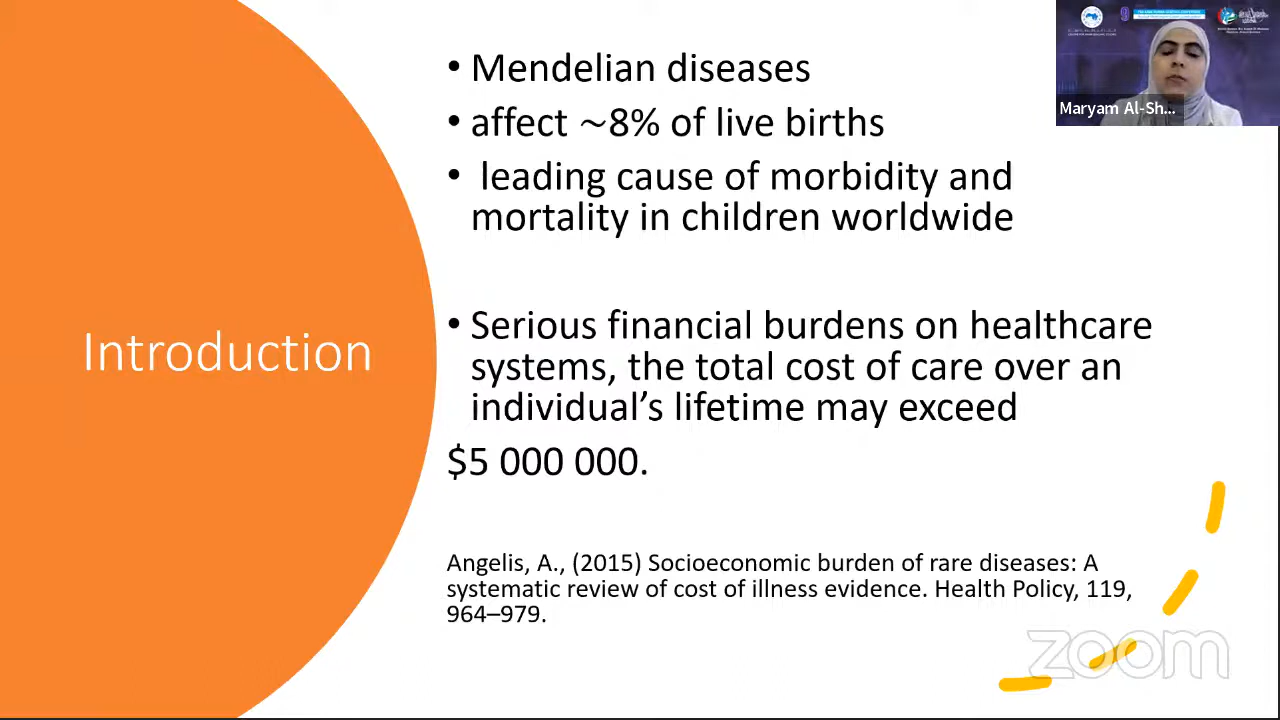 • Mendelian diseases
• affect ~8% of live births
• leading cause of morbidity and
mortality in children worldwide
Introduction
• Serious financial burdens on healthcare
systems, the total cost of care over an
individual’s lifetime may exceed
$5 000 000.
Angelis, A., (2015) Socioeconomic burden of rare diseases: A
systematic review of cost of illness evidence. Health Policy, 119,
964–979.
Maryam Al-Sh...
zoom